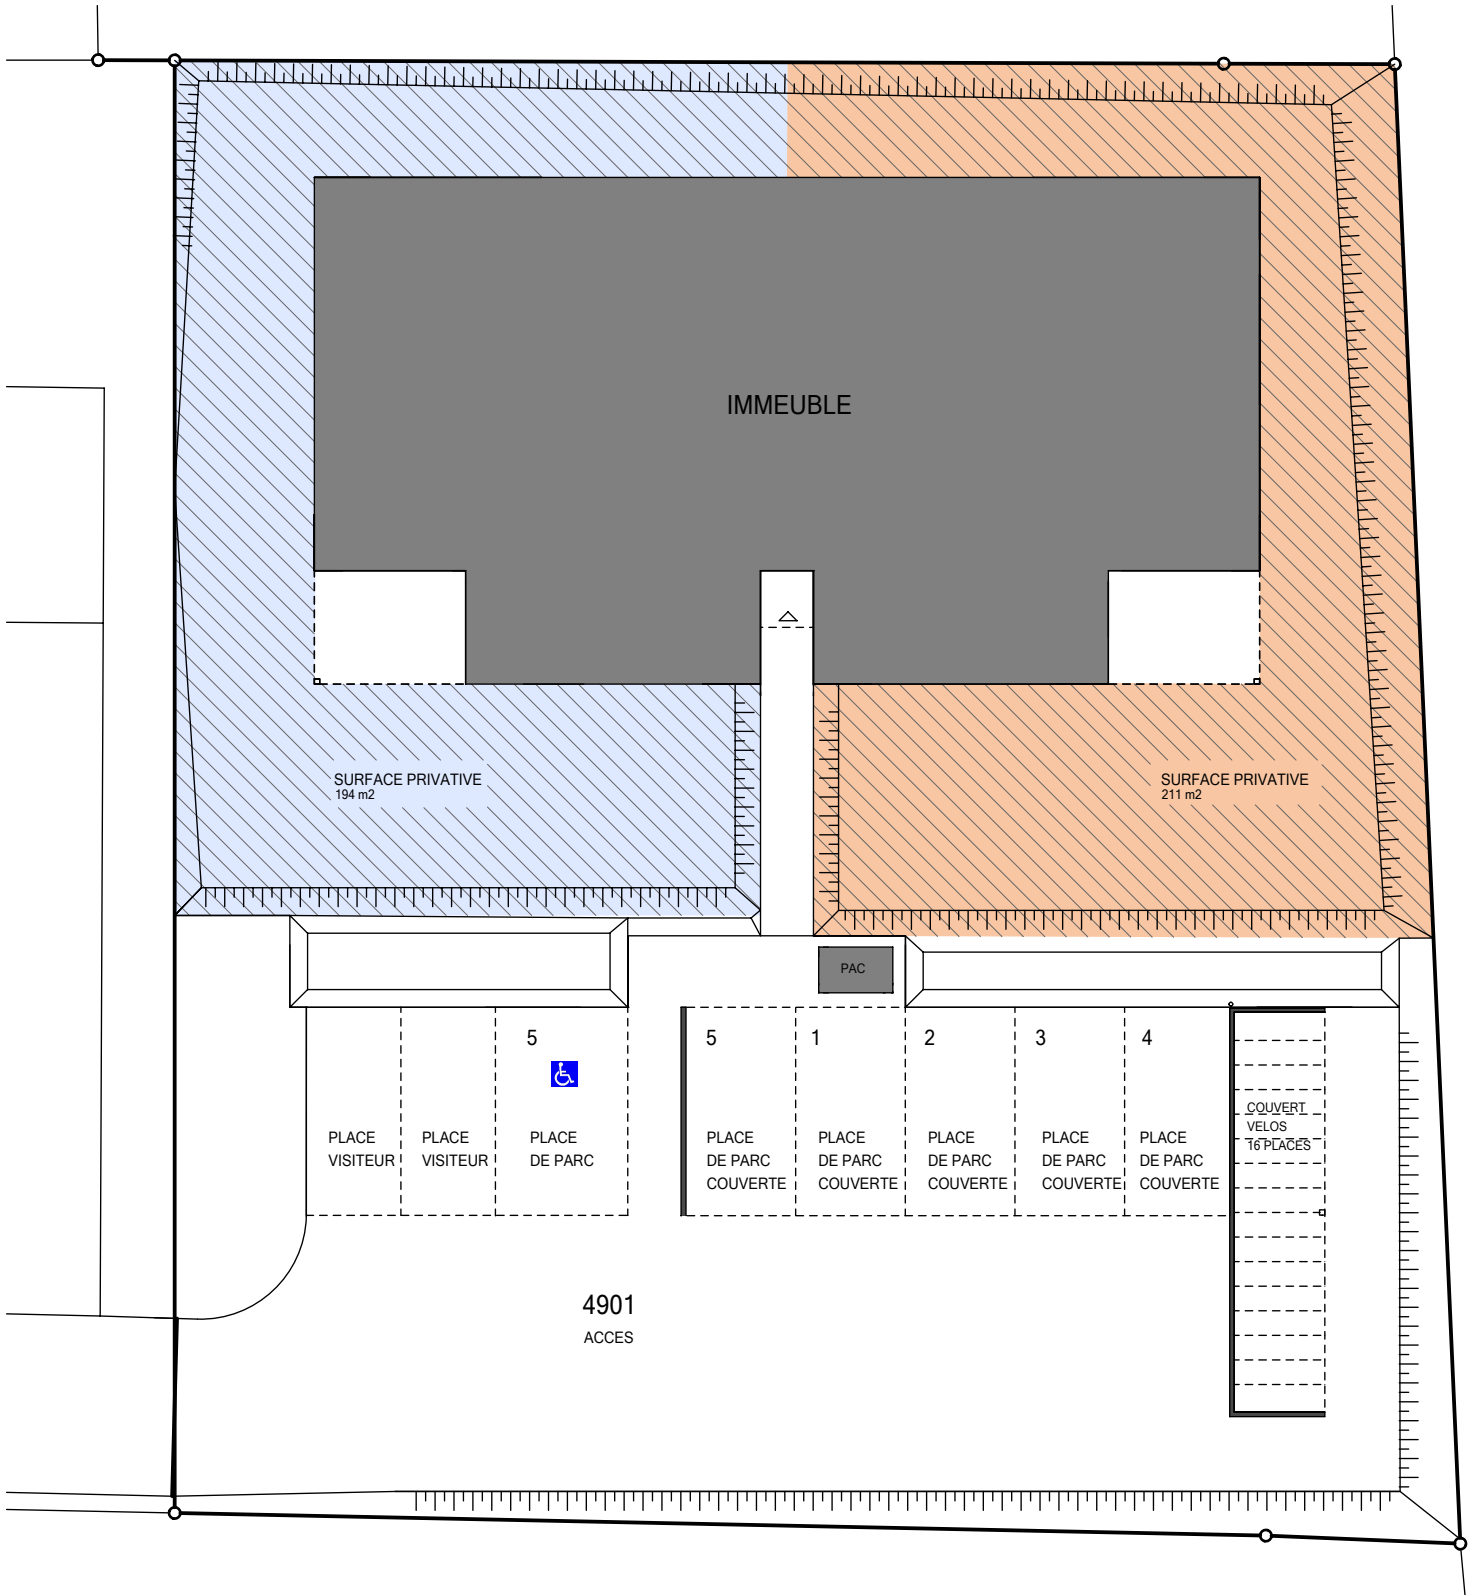 IMMEUBLE
SURFACE PRIVATIVE
194 m2
SURFACE PRIVATIVE
211 m2
PAC
5
5
1
2
3
4
PLACE
VISITEUR
PLACE
VISITEUR
PLACE
DE PARC
PLACE
DE PARC
COUVERTE
PLACE
DE PARC
COUVERTE
PLACE
DE PARC
COUVERTE
PLACE
DE PARC
COUVERTE
PLACE
DE PARC
COUVERTE
COUVERT
VELOS
16 PLACES
4901
ACCES